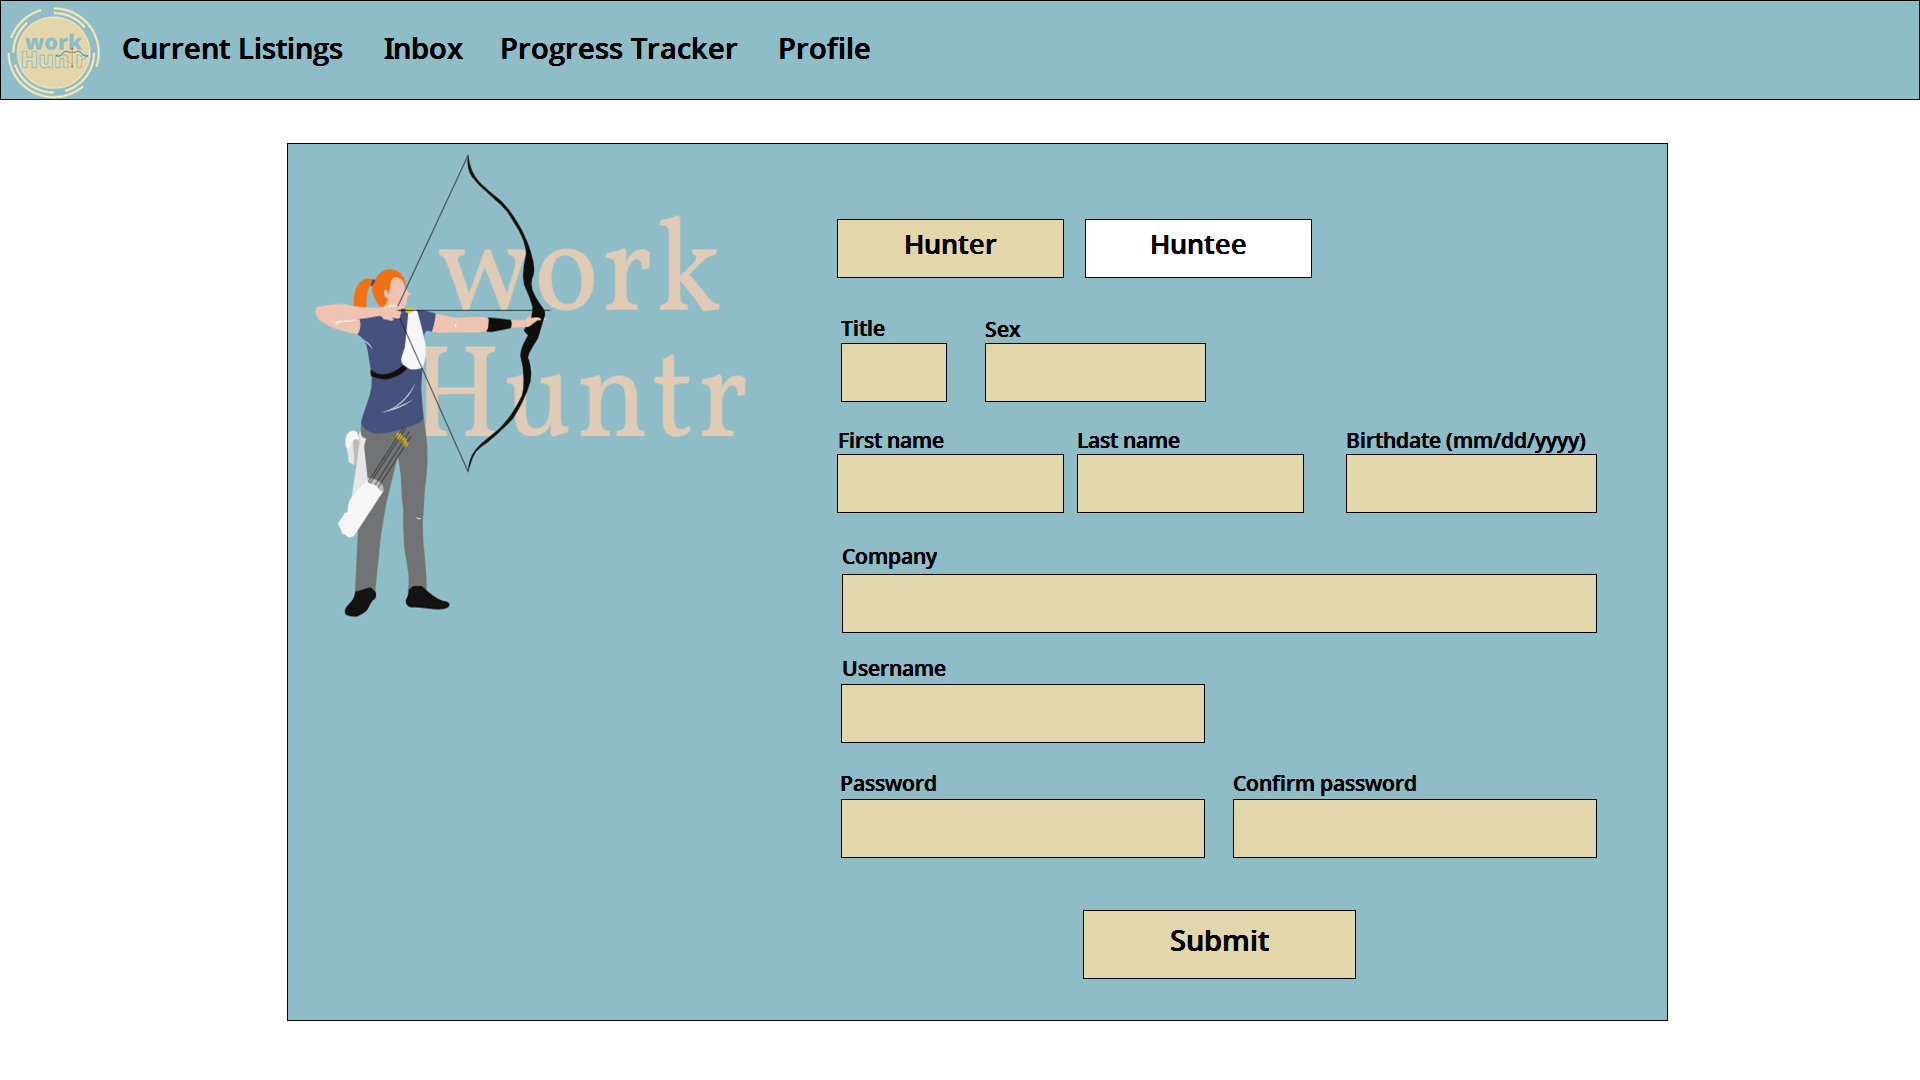 work
Huntr
Current Listings Inbox Progress Tracker Profile
work
Huntr
Hunter Huntee
Title Sex
First name Last name Birthdate (mm/dd/yyyy)
Company
Username
Password Confirm password
Submit